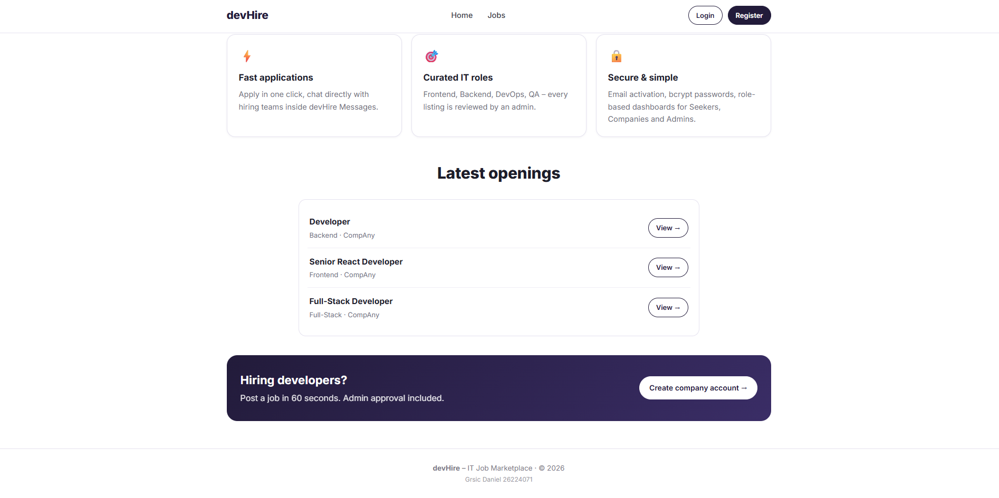 devHire
Home
Jobs
Login
Register
Fast applications
Apply in one click, chat directly with
hiring teams inside devHire Messages.
Curated IT roles
Frontend, Backend, DevOps, QA – every
listing is reviewed by an admin.
Secure & simple
Email activation, bcrypt passwords, role-
based dashboards for Seekers,
Companies and Admins.
Latest openings
Developer
Backend · CompAny
View →
Senior React Developer
Frontend · CompAny
View →
Full-Stack Developer
Full-Stack · CompAny
View →
Hiring developers?
Post a job in 60 seconds. Admin approval included.
Create company account →
devHire – IT Job Marketplace · © 2026
Grsic Daniel 26224071